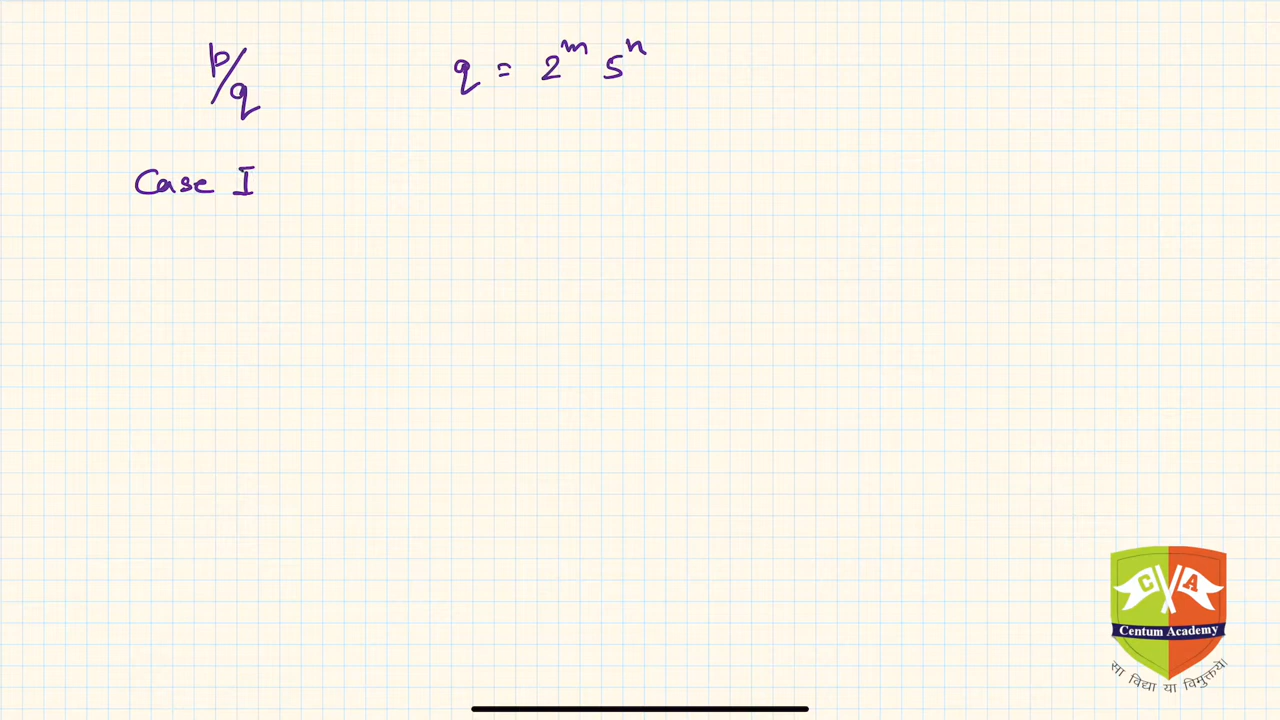 p/q q = 2^m 5^n
Case I
C A
Centum Academy
सा विद्या या विमुक्तये।